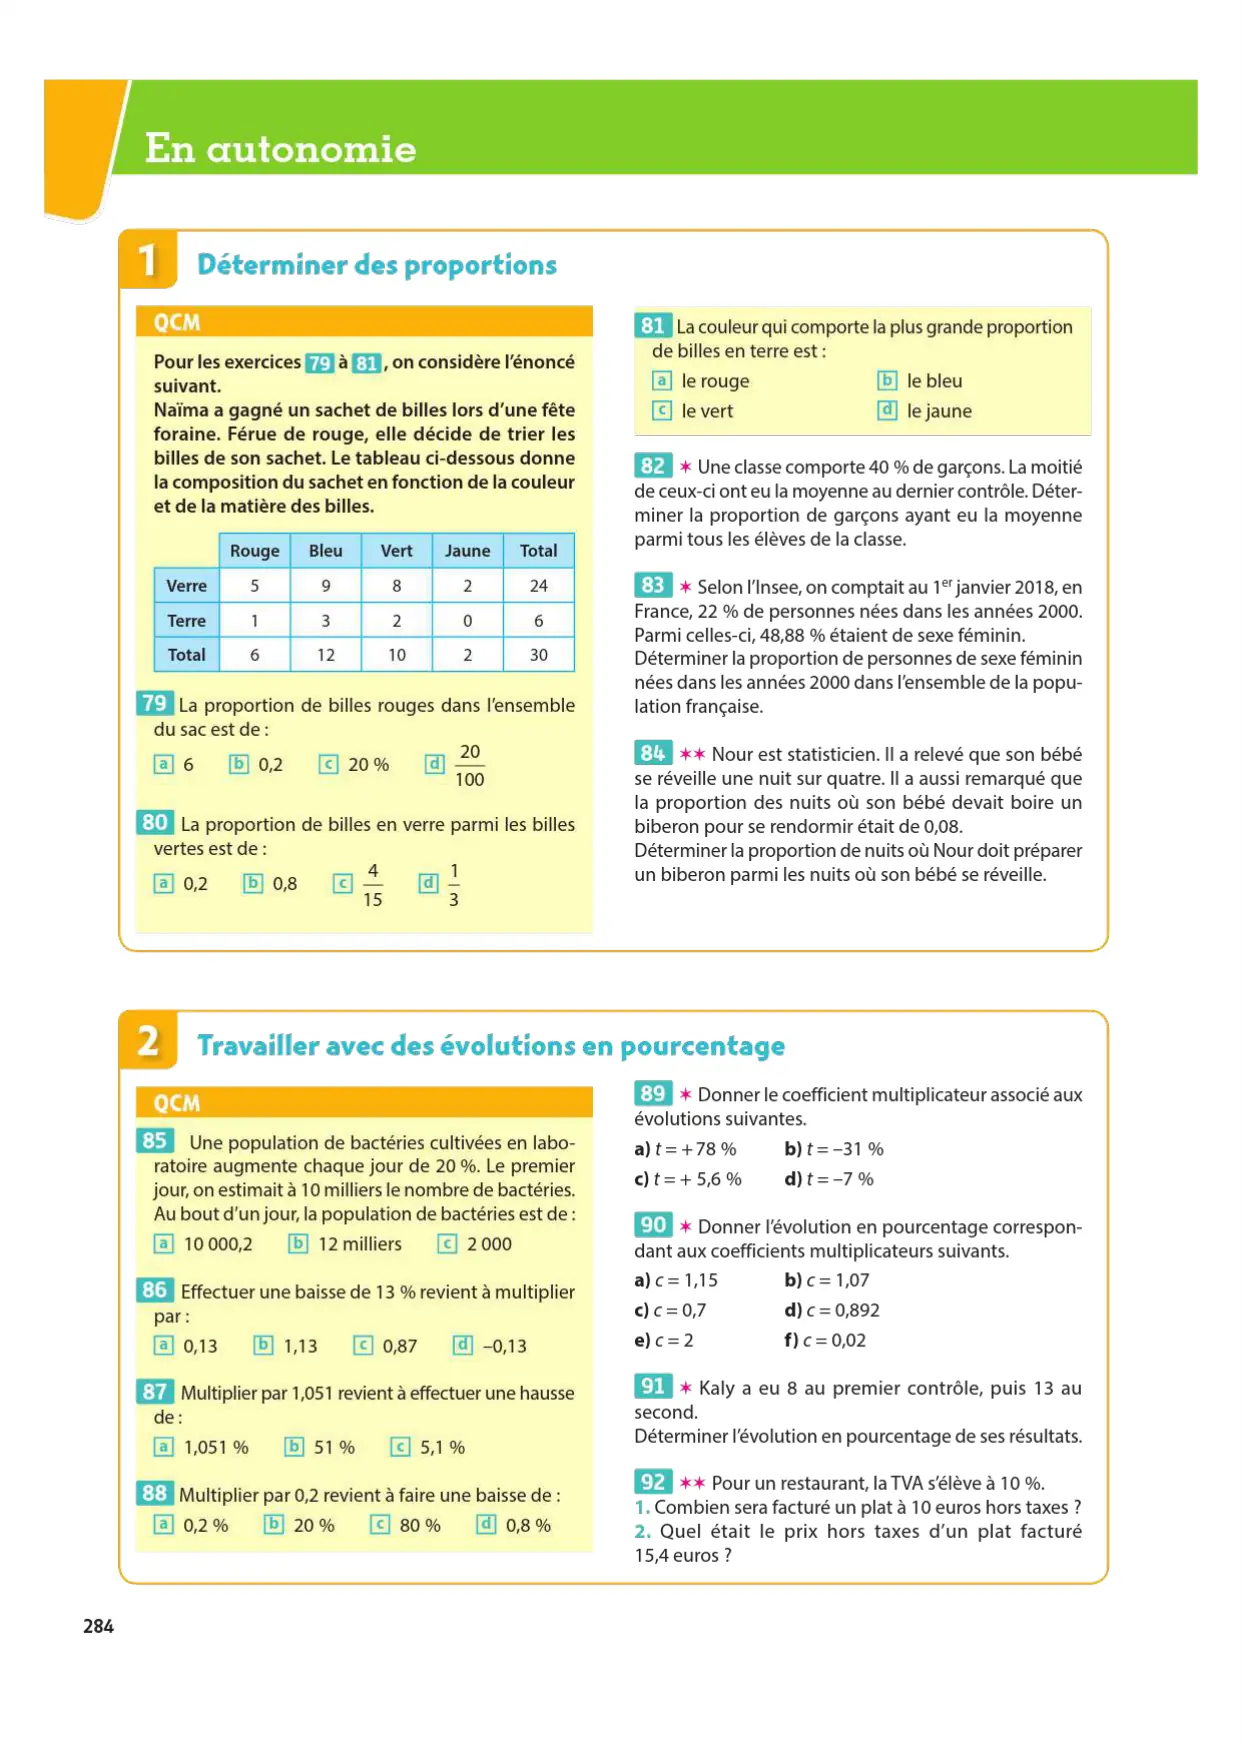 En autonomie
1 Déterminer des proportions
QCM
Pour les exercices 79 à 81, on considère l'énoncé
suivant.
Naïma a gagné un sachet de billes lors d'une fête
foraine. Férue de rouge, elle décide de trier les
billes de son sachet. Le tableau ci-dessous donne
la composition du sachet en fonction de la couleur
et de la matière des billes.
Rouge Bleu Vert Jaune Total
Verre 5 9 8 2 24
Terre 1 3 2 0 6
Total 6 12 10 2 30
79 La proportion de billes rouges dans l'ensemble
du sac est de :
a 6 b 0,2 c 20 % d 20/100
80 La proportion de billes en verre parmi les billes
vertes est de :
a 0,2 b 0,8 c 4/15 d 1/3
81 La couleur qui comporte la plus grande proportion
de billes en terre est :
a le rouge b le bleu
c le vert d le jaune
82 ★ Une classe comporte 40 % de garçons. La moitié
de ceux-ci ont eu la moyenne au dernier contrôle. Déter-
miner la proportion de garçons ayant eu la moyenne
parmi tous les élèves de la classe.
83 ★ Selon l'Insee, on comptait au 1er janvier 2018, en
France, 22 % de personnes nées dans les années 2000.
Parmi celles-ci, 48,88 % étaient de sexe féminin.
Déterminer la proportion de personnes de sexe féminin
nées dans les années 2000 dans l'ensemble de la popu-
lation française.
84 ★★ Nour est statisticien. Il a relevé que son bébé
se réveille une nuit sur quatre. Il a aussi remarqué que
la proportion des nuits où son bébé devait boire un
biberon pour se rendormir était de 0,08.
Déterminer la proportion de nuits où Nour doit préparer
un biberon parmi les nuits où son bébé se réveille.
2 Travailler avec des évolutions en pourcentage
QCM
85 Une population de bactéries cultivées en labo-
ratoire augmente chaque jour de 20 %. Le premier
jour, on estimait à 10 milliers le nombre de bactéries.
Au bout d'un jour, la population de bactéries est de :
a 10 000,2 b 12 milliers c 2 000
86 Effectuer une baisse de 13 % revient à multiplier
par :
a 0,13 b 1,13 c 0,87 d –0,13
87 Multiplier par 1,051 revient à effectuer une hausse
de :
a 1,051 % b 51 % c 5,1 %
88 Multiplier par 0,2 revient à faire une baisse de :
a 0,2 % b 20 % c 80 % d 0,8 %
89 ★ Donner le coefficient multiplicateur associé aux
évolutions suivantes.
a) t = + 78 % b) t = –31 %
c) t = + 5,6 % d) t = –7 %
90 ★ Donner l'évolution en pourcentage correspon-
dant aux coefficients multiplicateurs suivants.
a) c = 1,15 b) c = 1,07
c) c = 0,7 d) c = 0,892
e) c = 2 f) c = 0,02
91 ★ Kaly a eu 8 au premier contrôle, puis 13 au
second.
Déterminer l'évolution en pourcentage de ses résultats.
92 ★★ Pour un restaurant, la TVA s'élève à 10 %.
1. Combien sera facturé un plat à 10 euros hors taxes ?
2. Quel était le prix hors taxes d'un plat facturé
15,4 euros ?
284